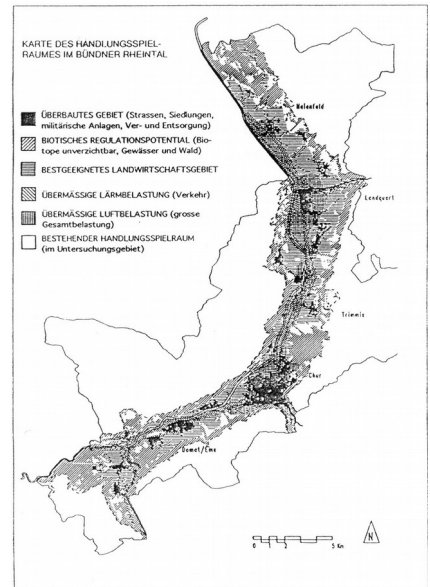 KARTE DES HANDLUNGSSPIEL-
RAUMES IM BÜNDNER RHEINTAL
ÜBERBAUTES GEBIET (Strassen, Siedlungen,
militärische Anlagen, Ver- und Entsorgung)
BIOTISCHES REGULATIONSPOTENTIAL (Bio-
tope unverzichtbar, Gewässer und Wald)
BESTGEEIGNETES LANDWIRTSCHAFTSGEBIET
ÜBERMÄSSIGE LÄRMBELASTUNG (Verkehr)
ÜBERMÄSSIGE LUFTBELASTUNG (grosse
Gesamtbelastung)
BESTEHENDER HANDLUNGSSPIELRAUM
(im Untersuchungsgebiet)
Maienfeld
Landquart
Trimmis
Chur
Domat/Ems
0 1 2 5 Km
N